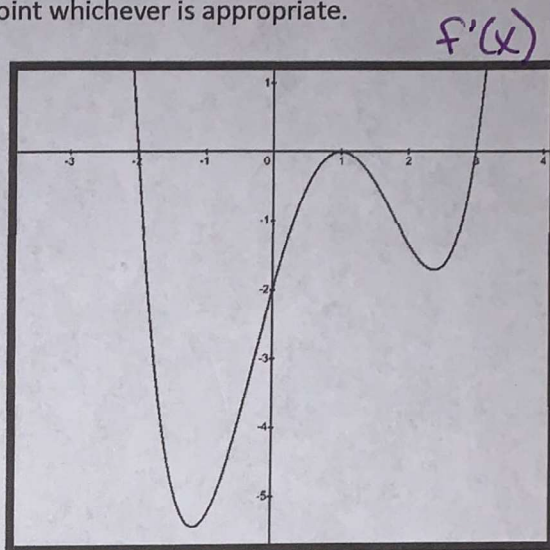 oint whichever is appropriate.
f'(x)
1
-3 -2 -1 0 1 2 3 4
-1
-2
-3
-4
-5